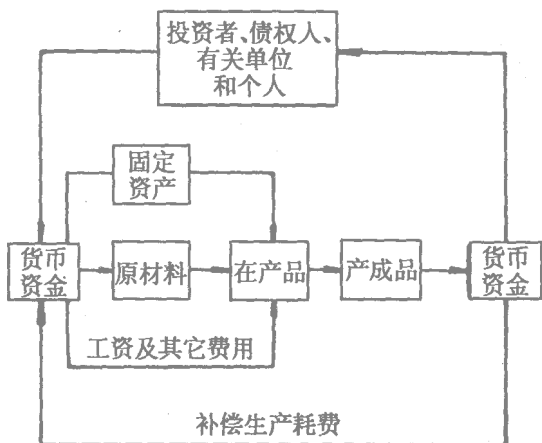 投资者、债权人、
有关单位
和个人
固定
资产
货币
资金
原材料
在产品
产成品
货币
资金
工资及其它费用
补偿生产耗费